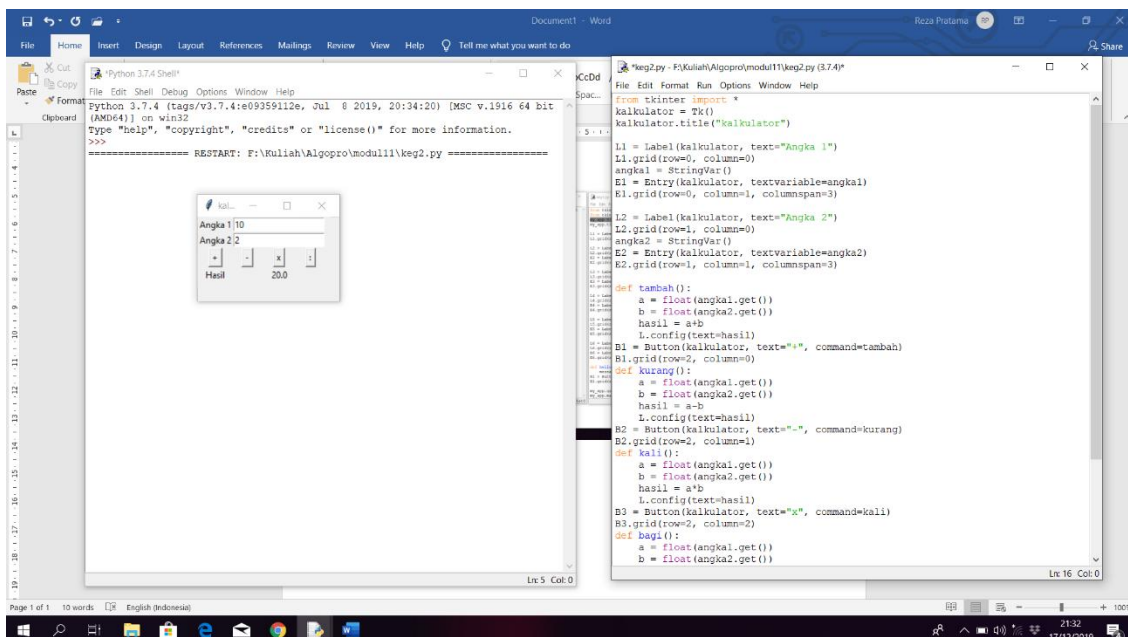 Document1 - Word
Reza Pratama
RP
File Home Insert Design Layout References Mailings Review View Help Tell me what you want to do
Share
Cut
Copy
Paste
Format
Clipboard
*Python 3.7.4 Shell*
File Edit Shell Debug Options Window Help
Python 3.7.4 (tags/v3.7.4:e09359112e, Jul 8 2019, 20:34:20) [MSC v.1916 64 bit
(AMD64)] on win32
Type "help", "copyright", "credits" or "license()" for more information.
>>>
================= RESTART: F:\Kuliah\Algopro\modul11\keg2.py =================
kal...
Angka 1 10
Angka 2 2
+ - x :
Hasil 20.0
Ln: 5 Col: 0
*keg2.py - F:\Kuliah\Algopro\modul11\keg2.py (3.7.4)*
File Edit Format Run Options Window Help
from tkinter import *
kalkulator = Tk()
kalkulator.title("kalkulator")
L1 = Label(kalkulator, text="Angka 1")
L1.grid(row=0, column=0)
angka1 = StringVar()
E1 = Entry(kalkulator, textvariable=angka1)
E1.grid(row=0, column=1, columnspan=3)
L2 = Label(kalkulator, text="Angka 2")
L2.grid(row=1, column=0)
angka2 = StringVar()
E2 = Entry(kalkulator, textvariable=angka2)
E2.grid(row=1, column=1, columnspan=3)
def tambah():
    a = float(angka1.get())
    b = float(angka2.get())
    hasil = a+b
    L.config(text=hasil)
B1 = Button(kalkulator, text="+", command=tambah)
B1.grid(row=2, column=0)
def kurang():
    a = float(angka1.get())
    b = float(angka2.get())
    hasil = a-b
    L.config(text=hasil)
B2 = Button(kalkulator, text="-", command=kurang)
B2.grid(row=2, column=1)
def kali():
    a = float(angka1.get())
    b = float(angka2.get())
    hasil = a*b
    L.config(text=hasil)
B3 = Button(kalkulator, text="x", command=kali)
B3.grid(row=2, column=2)
def bagi():
    a = float(angka1.get())
    b = float(angka2.get())
Ln: 16 Col: 0
Page 1 of 1 10 words English (Indonesia)
21:32
17/12/2019